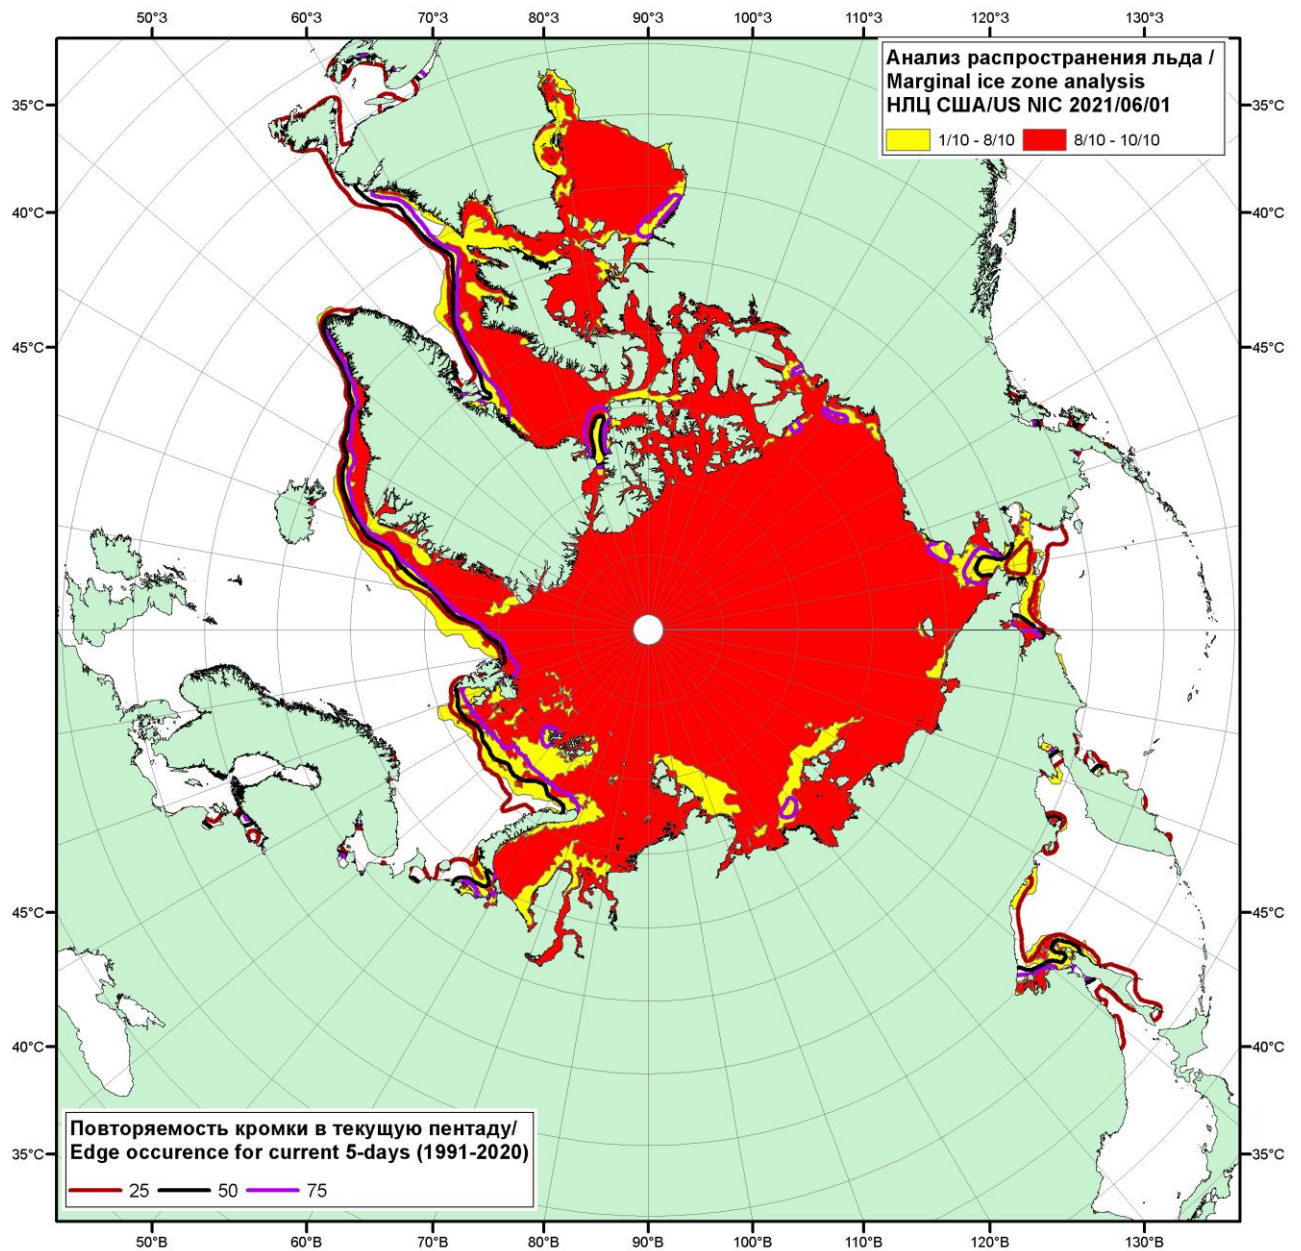 50°З 60°З 70°З 80°З 90°З 100°З 110°З 120°З 130°З
Анализ распространения льда /
Marginal ice zone analysis
НЛЦ США/US NIC 2021/06/01
1/10 - 8/10 8/10 - 10/10
35°С 35°С
40°С 40°С
45°С 45°С
45°С 45°С
40°С 40°С
Повторяемость кромки в текущую пентаду/
Edge occurence for current 5-days (1991-2020)
25 50 75
35°С 35°С
50°В 60°В 70°В 80°В 90°В 100°В 110°В 120°В 130°В